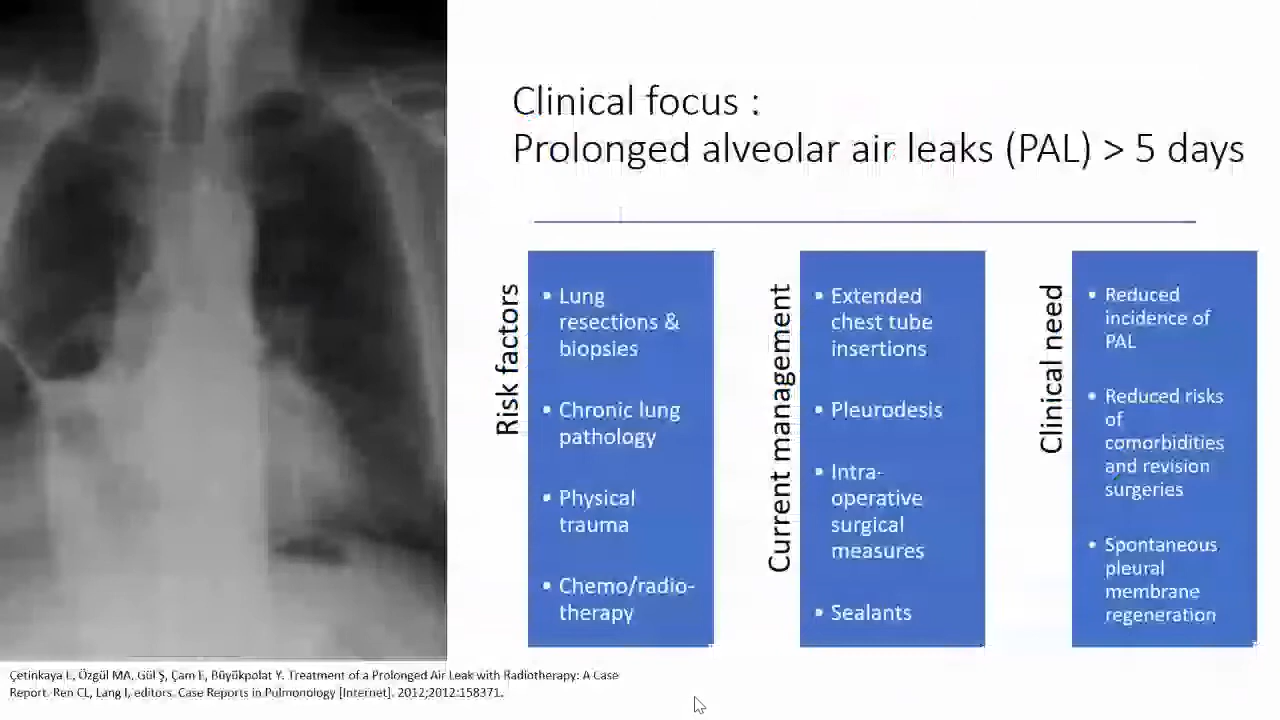 Clinical focus :
Prolonged alveolar air leaks (PAL) > 5 days
Risk factors
• Lung
resections &
biopsies
• Chronic lung
pathology
• Physical
trauma
• Chemo/radio-
therapy
Current management
• Extended
chest tube
insertions
• Pleurodesis
• Intra-
operative
surgical
measures
• Sealants
Clinical need
• Reduced
incidence of
PAL
• Reduced risks
of
comorbidities
and revision
surgeries
• Spontaneous
pleural
membrane
regeneration
Çetinkaya E, Özgül MA, Gül Ş, Çam E, Büyükpolat Y. Treatment of a Prolonged Air Leak with Radiotherapy: A Case
Report. Ren CL, Lang I, editors. Case Reports in Pulmonology [Internet]. 2012;2012:158371.